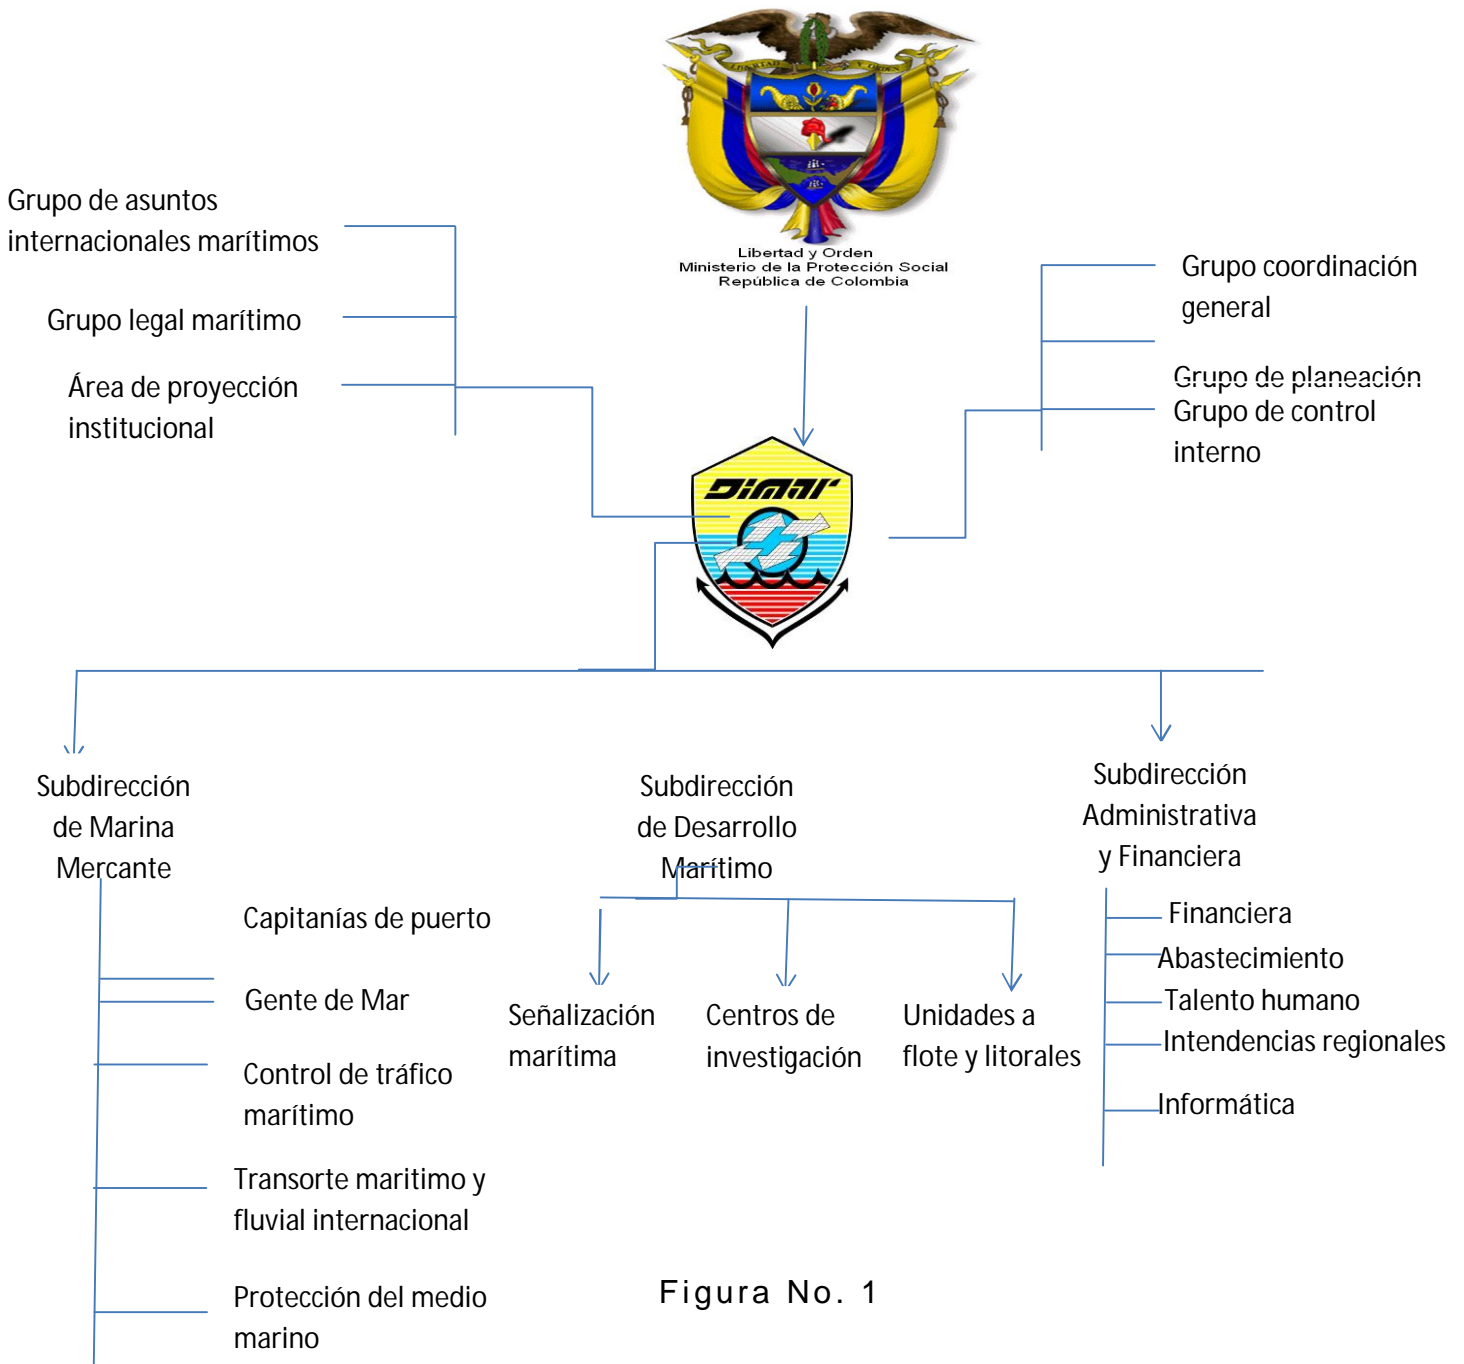 LIBERTAD Y ORDEN
Libertad y Orden
Ministerio de la Protección Social
República de Colombia
Grupo de asuntos
internacionales marítimos
Grupo legal marítimo
Área de proyección
institucional
Grupo coordinación
general
Grupo de planeación
Grupo de control
interno
Dimar
Subdirección
de Marina
Mercante
Capitanías de puerto
Gente de Mar
Control de tráfico
marítimo
Transorte maritimo y
fluvial internacional
Protección del medio
marino
Subdirección
de Desarrollo
Marítimo
Señalización
marítima
Centros de
investigación
Unidades a
flote y litorales
Subdirección
Administrativa
y Financiera
Financiera
Abastecimiento
Talento humano
Intendencias regionales
Informática
Figura No. 1